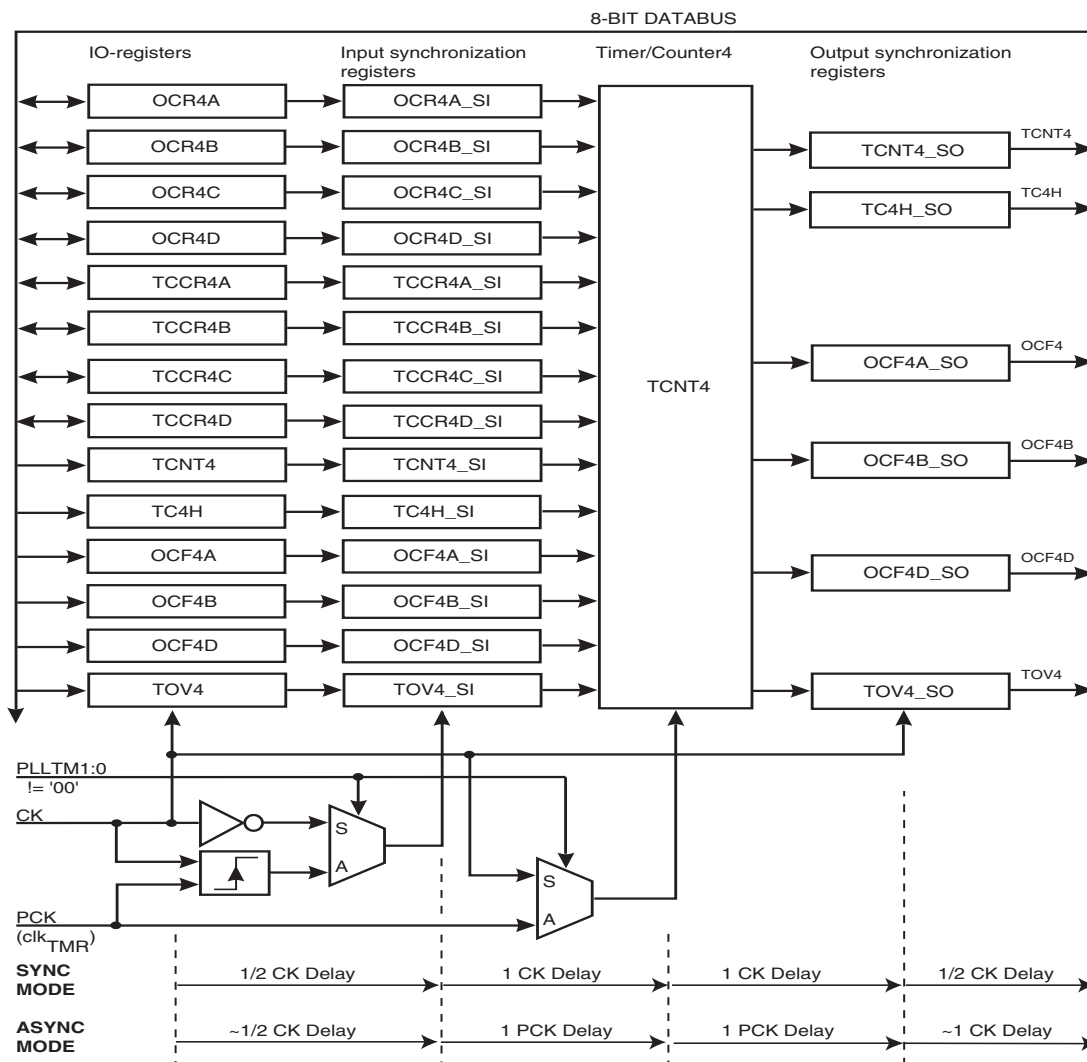 8-BIT DATABUS
IO-registers
Input synchronization
registers
Timer/Counter4
Output synchronization
registers
OCR4A
OCR4A_SI
OCR4B
OCR4B_SI
TCNT4_SO
TCNT4
OCR4C
OCR4C_SI
TC4H_SO
TC4H
OCR4D
OCR4D_SI
TCCR4A
TCCR4A_SI
TCCR4B
TCCR4B_SI
OCF4A_SO
OCF4
TCCR4C
TCCR4C_SI
TCNT4
TCCR4D
TCCR4D_SI
OCF4B_SO
OCF4B
TCNT4
TCNT4_SI
TC4H
TC4H_SI
OCF4A
OCF4A_SI
OCF4D_SO
OCF4D
OCF4B
OCF4B_SI
OCF4D
OCF4D_SI
TOV4
TOV4_SI
TOV4_SO
TOV4
PLLTM1:0
!= '00'
CK
S
A
S
A
PCK
(clkTMR)
SYNC
MODE
1/2 CK Delay
1 CK Delay
1 CK Delay
1/2 CK Delay
ASYNC
MODE
~1/2 CK Delay
1 PCK Delay
1 PCK Delay
~1 CK Delay